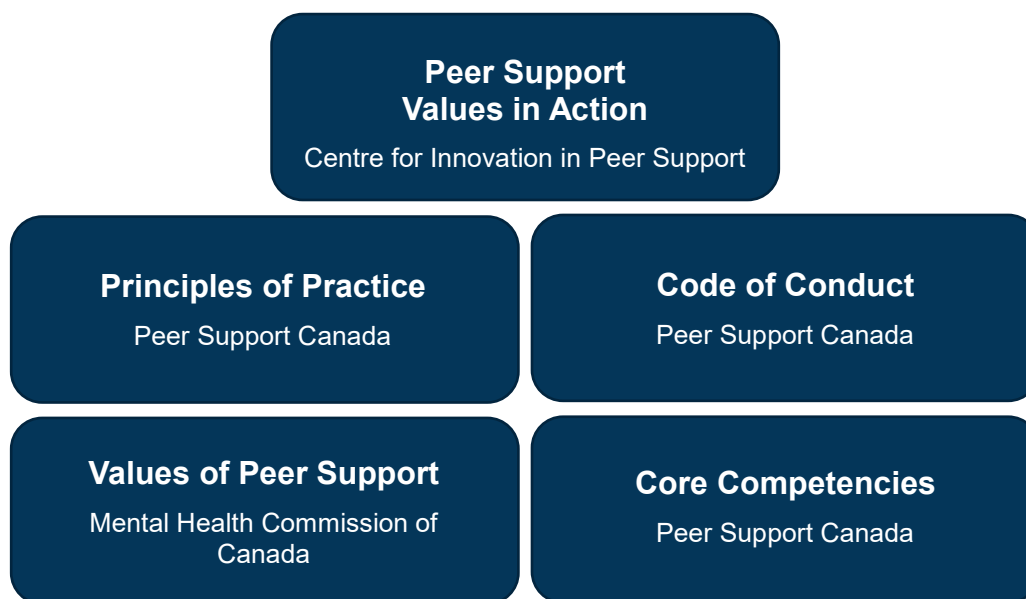 Peer Support
Values in Action
Centre for Innovation in Peer Support
Principles of Practice
Peer Support Canada
Code of Conduct
Peer Support Canada
Values of Peer Support
Mental Health Commission of
Canada
Core Competencies
Peer Support Canada